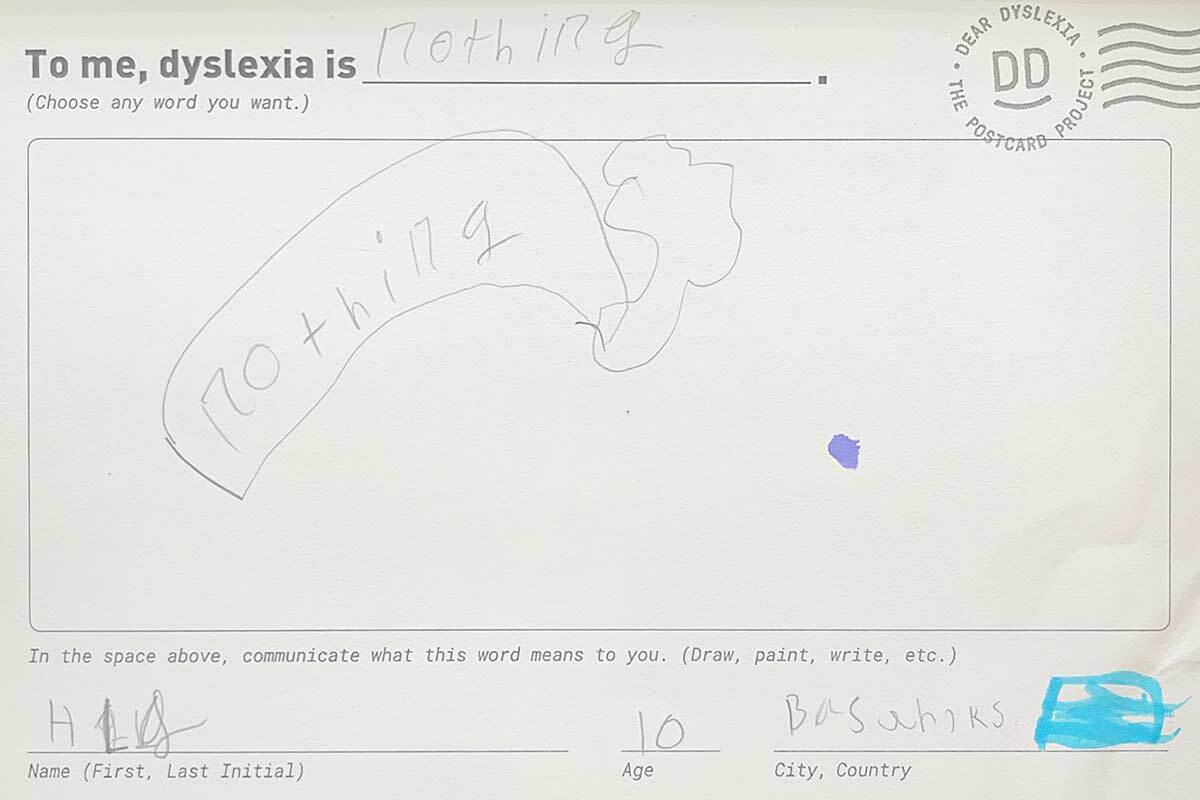 To me, dyslexia is nothing.
(Choose any word you want.)
• DEAR DYSLEXIA • THE POSTCARD PROJECT
DD
nothing
In the space above, communicate what this word means to you. (Draw, paint, write, etc.)
10
Name (First, Last Initial)
Age
City, Country